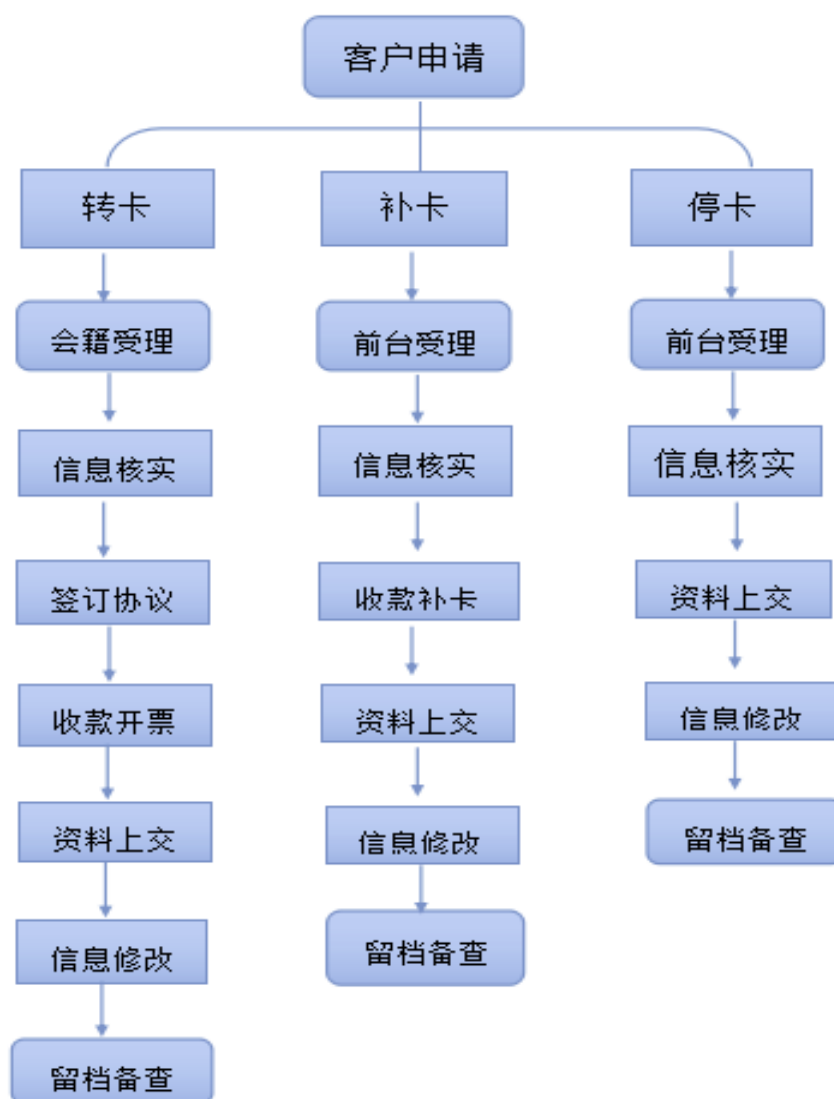 客户申请
转卡
补卡
停卡
会籍受理
前台受理
前台受理
信息核实
信息核实
信息核实
签订协议
收款补卡
资料上交
收款开票
资料上交
信息修改
资料上交
信息修改
留档备查
信息修改
留档备查
留档备查